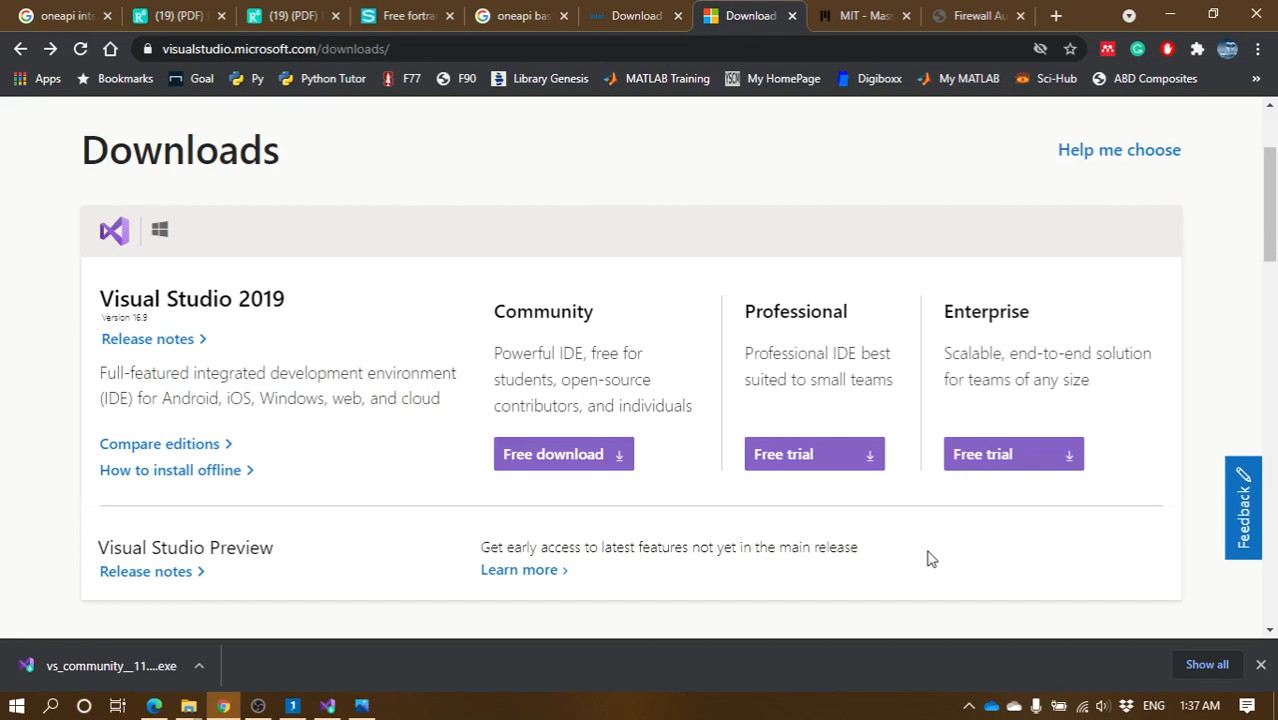 oneapi int
(19) (PDF)
(19) (PDF)
Free fortra
oneapi bas
Download
Download
MIT - Mass
Firewall Au
visualstudio.microsoft.com/downloads/
Apps
Bookmarks
Goal
Py
Python Tutor
F77
F90
Library Genesis
MATLAB Training
My HomePage
Digiboxx
My MATLAB
Sci-Hub
ABD Composites
Downloads
Help me choose
Visual Studio 2019
Version 16.9
Release notes
Full-featured integrated development environment
(IDE) for Android, iOS, Windows, web, and cloud
Compare editions
How to install offline
Community
Powerful IDE, free for
students, open-source
contributors, and individuals
Free download
Professional
Professional IDE best
suited to small teams
Free trial
Enterprise
Scalable, end-to-end solution
for teams of any size
Free trial
Feedback
Visual Studio Preview
Release notes
Get early access to latest features not yet in the main release
Learn more
vs_community__11....exe
Show all
ENG
1:37 AM